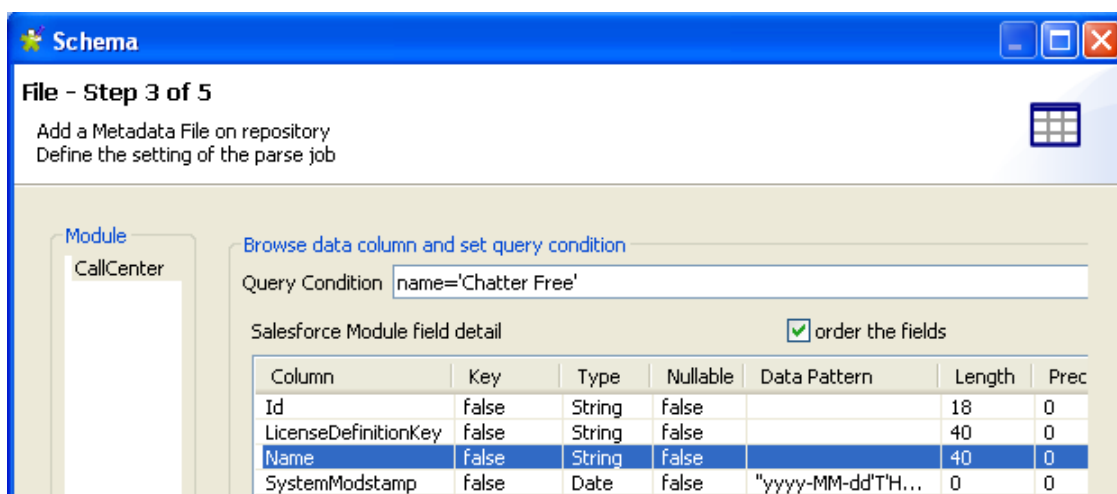 Schema
File - Step 3 of 5
Add a Metadata File on repository
Define the setting of the parse job
Module
CallCenter
Browse data column and set query condition
Query Condition name='Chatter Free'
Salesforce Module field detail order the fields
Column Key Type Nullable Data Pattern Length Prec
Id false String false 18 0
LicenseDefinitionKey false String false 40 0
Name false String false 40 0
SystemModstamp false Date false "yyyy-MM-dd'T'H... 0 0